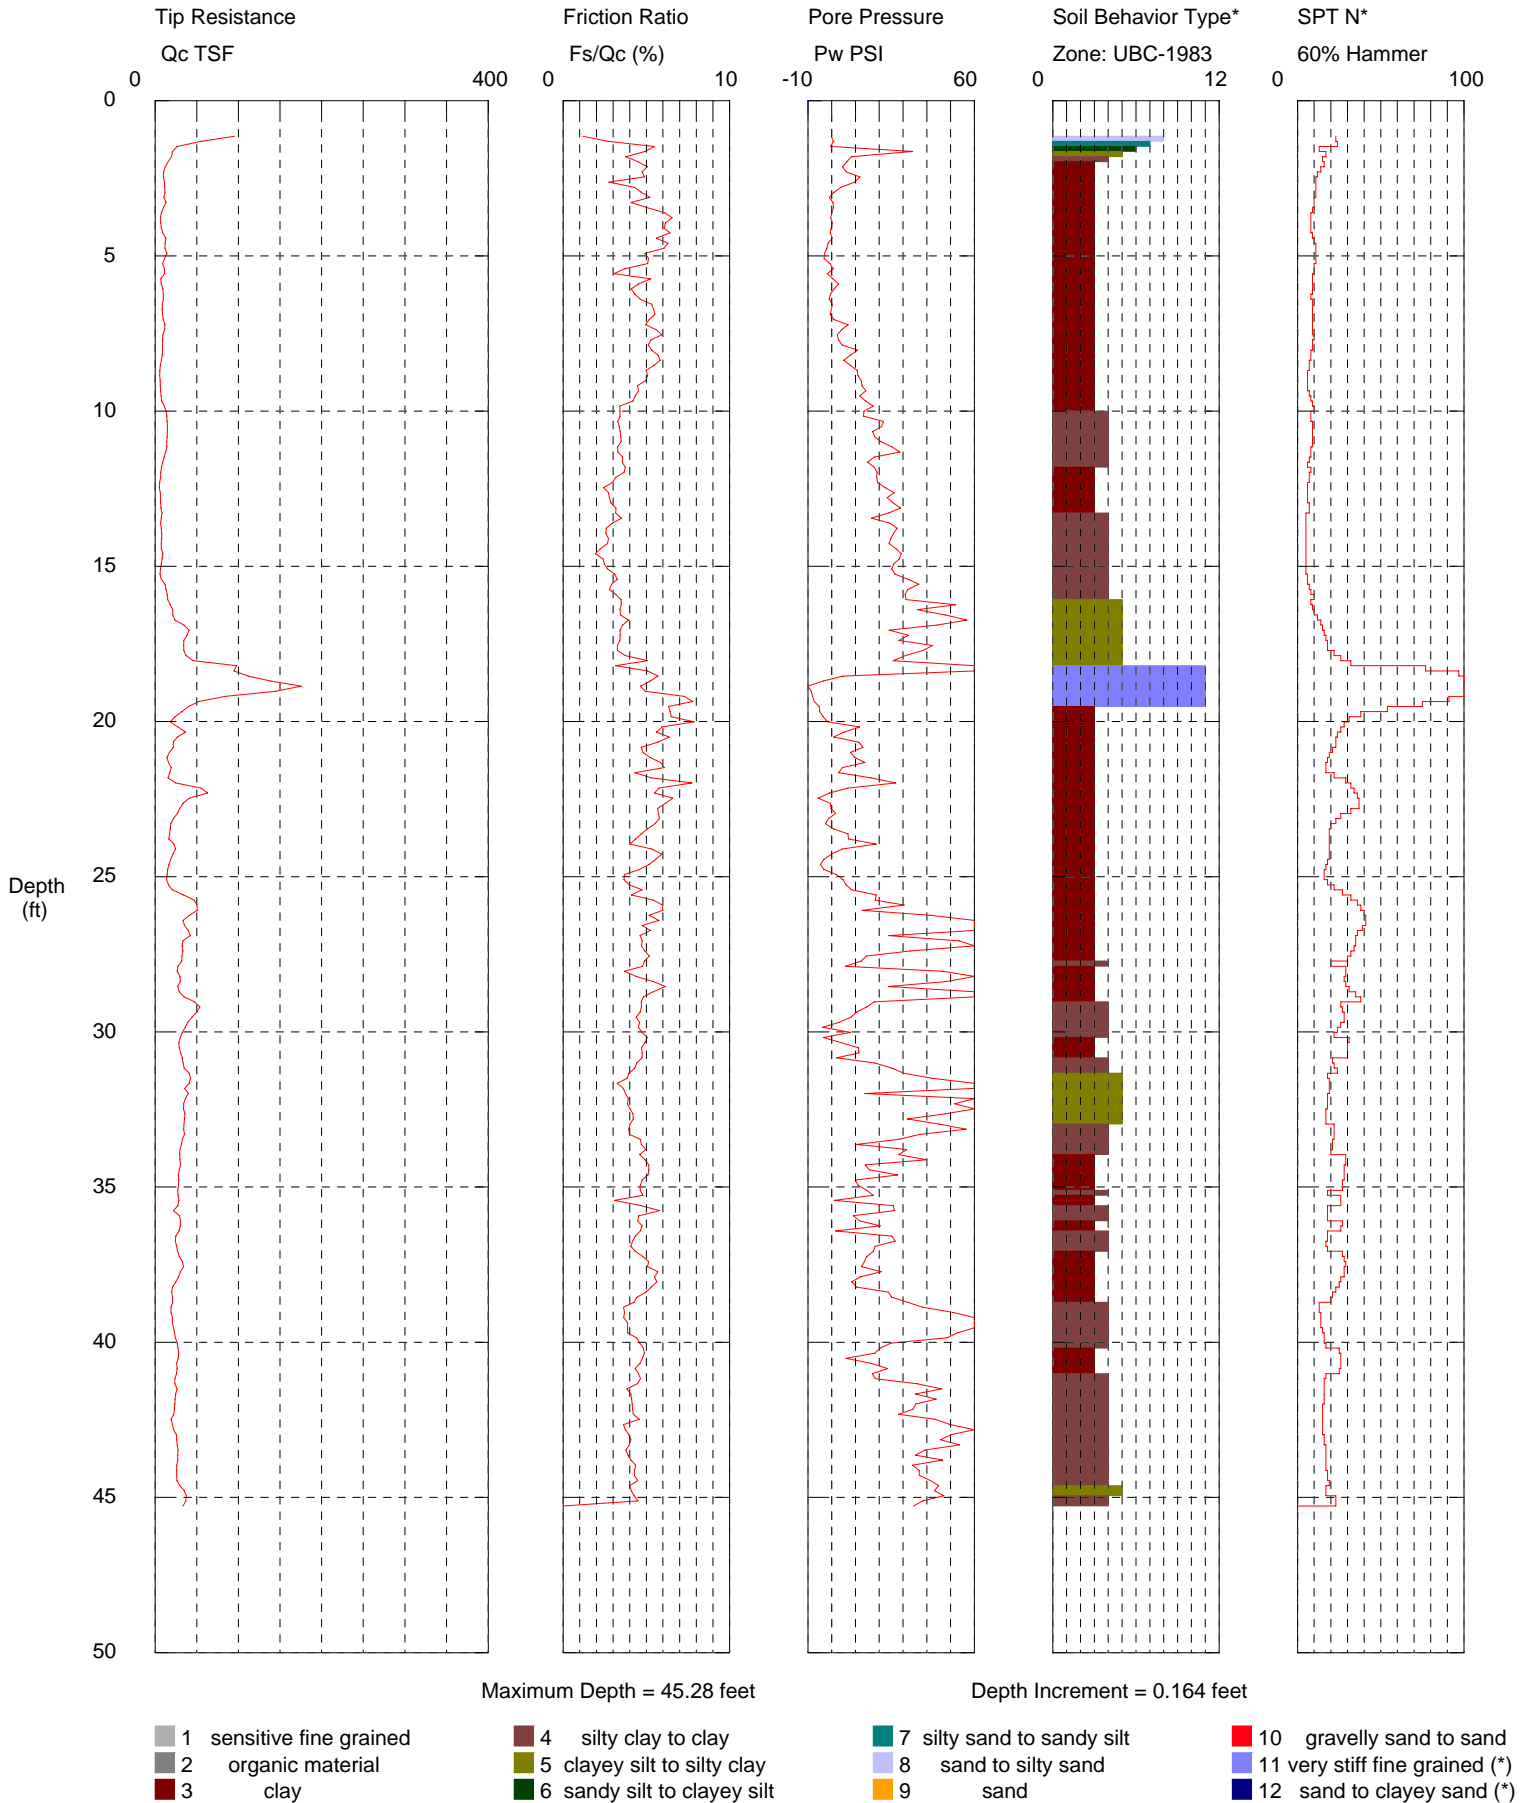 Tip Resistance Friction Ratio Pore Pressure Soil Behavior Type* SPT N*
Qc TSF Fs/Qc (%) Pw PSI Zone: UBC-1983 60% Hammer
0 400 0 10 -10 60 0 12 0 100
0
5
10
15
20
25
Depth
(ft)
30
35
40
45
50
Maximum Depth = 45.28 feet Depth Increment = 0.164 feet
1 sensitive fine grained 4 silty clay to clay 7 silty sand to sandy silt 10 gravelly sand to sand
2 organic material 5 clayey silt to silty clay 8 sand to silty sand 11 very stiff fine grained (*)
3 clay 6 sandy silt to clayey silt 9 sand 12 sand to clayey sand (*)